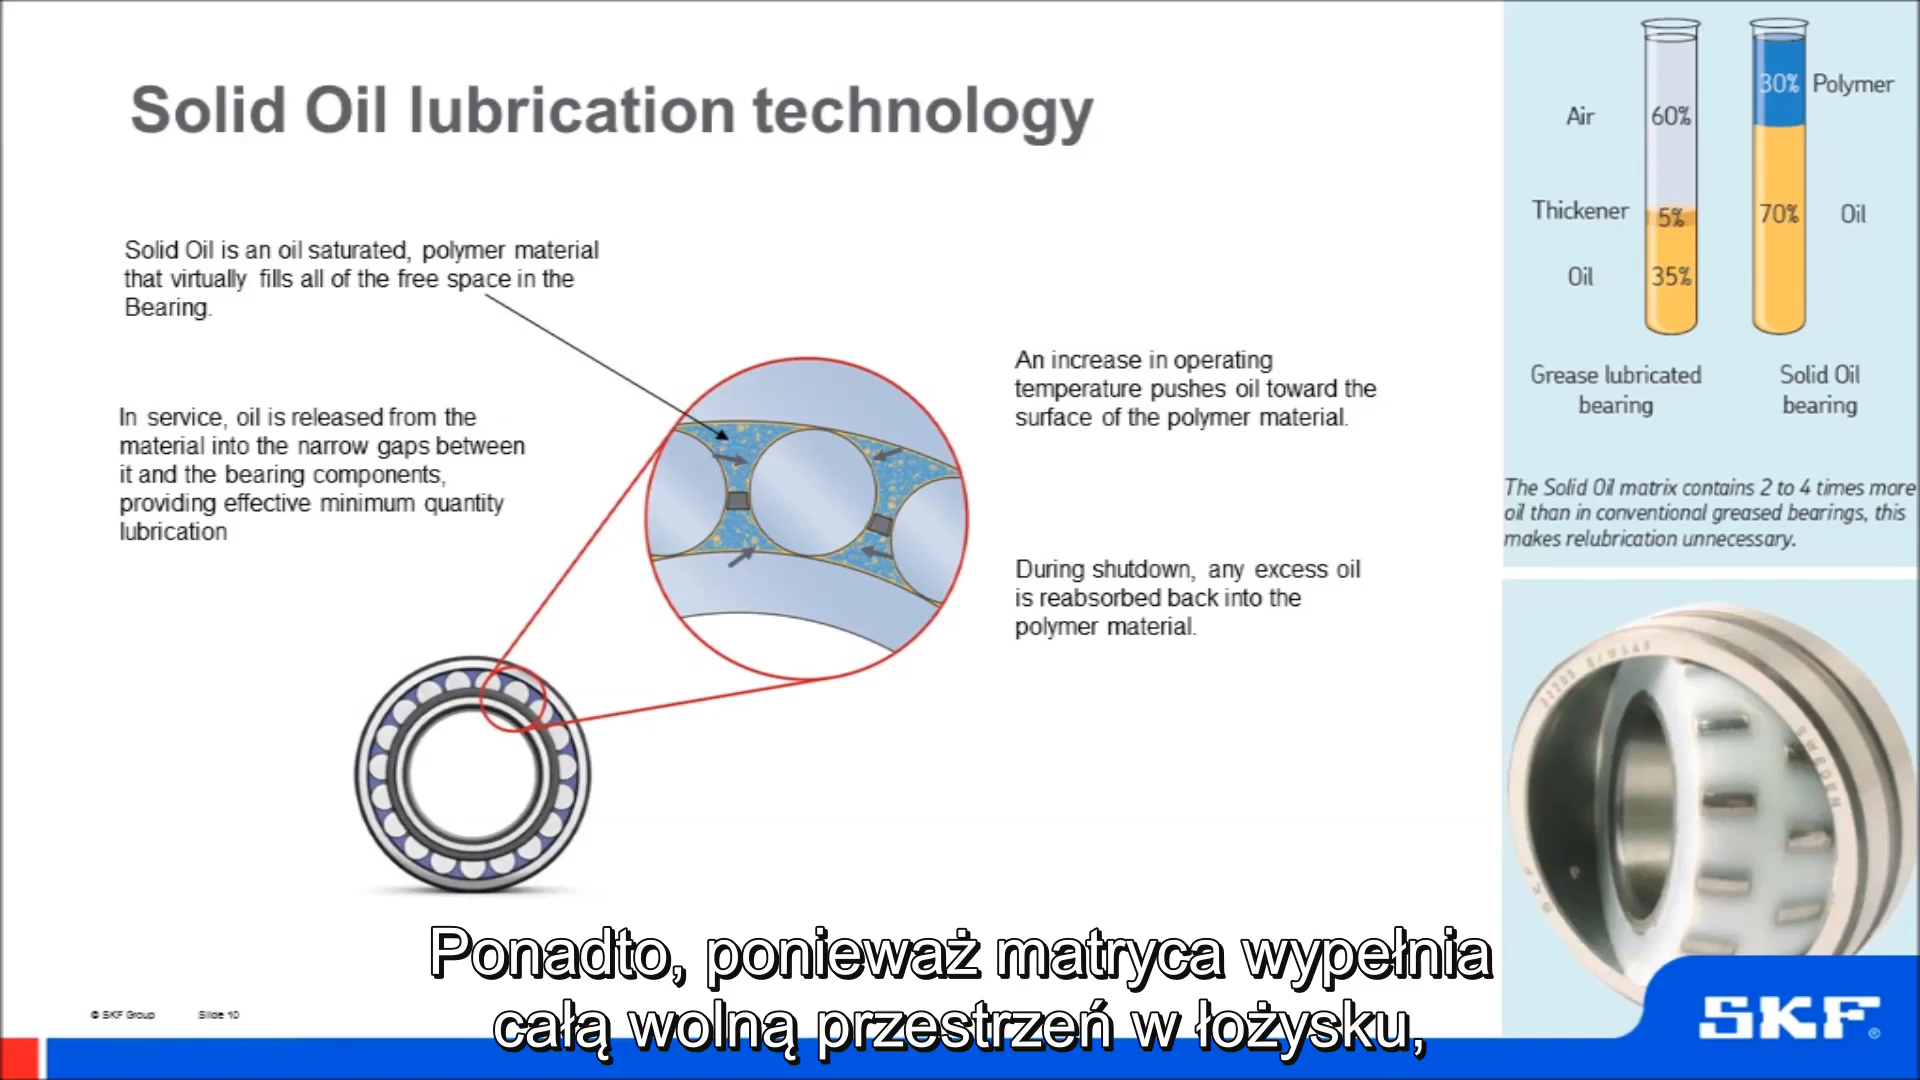 Solid Oil lubrication technology
Solid Oil is an oil saturated, polymer material
that virtually fills all of the free space in the
Bearing.
In service, oil is released from the
material into the narrow gaps between
it and the bearing components,
providing effective minimum quantity
lubrication
An increase in operating
temperature pushes oil toward the
surface of the polymer material.
During shutdown, any excess oil
is reabsorbed back into the
polymer material.
30% Polymer
Air 60%
Thickener 5%
70% Oil
Oil 35%
Grease lubricated
bearing
Solid Oil
bearing
The Solid Oil matrix contains 2 to 4 times more
oil than in conventional greased bearings, this
makes relubrication unnecessary.
SWEDEN
SKF
Ponadto, ponieważ matryca wypełnia
całą wolną przestrzeń w łożysku,
© SKF Group
Slide 10
SKF®